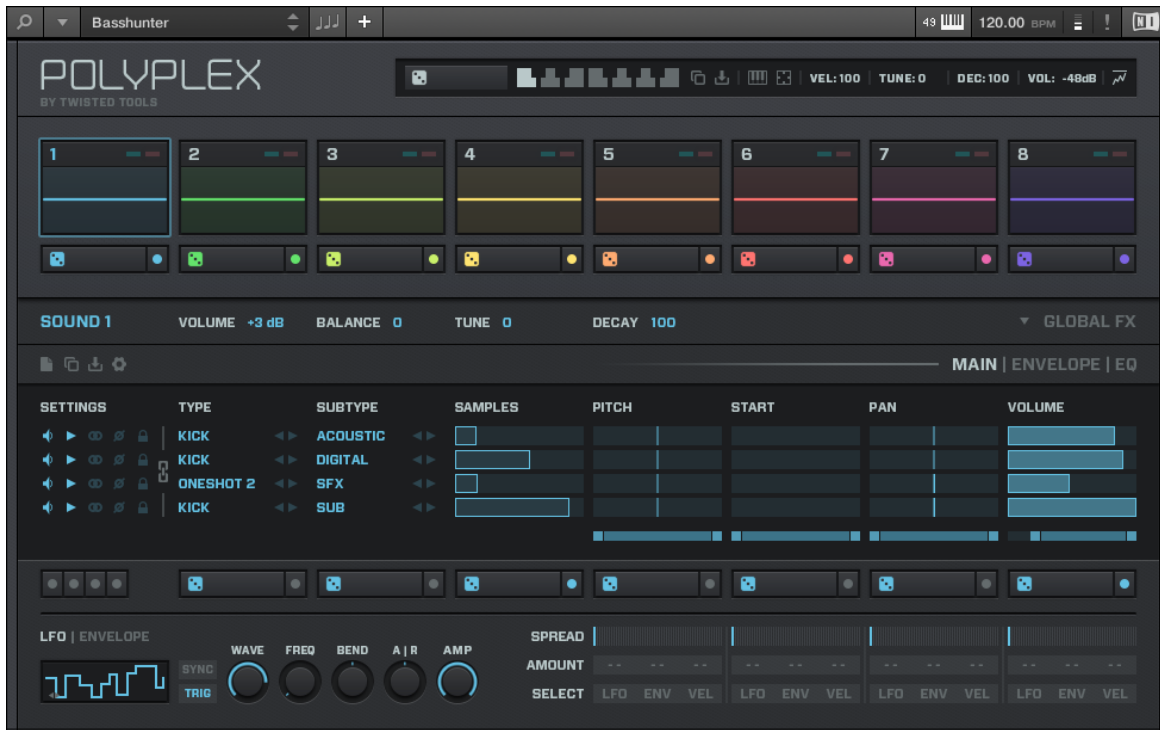 Basshunter 49 120.00 BPM ! NI
POLYPLEX
BY TWISTED TOOLS
VEL: 100 TUNE: 0 DEC: 100 VOL: -48dB
1 2 3 4 5 6 7 8
SOUND 1 VOLUME +3 dB BALANCE 0 TUNE 0 DECAY 100 GLOBAL FX
MAIN | ENVELOPE | EQ
SETTINGS TYPE SUBTYPE SAMPLES PITCH START PAN VOLUME
KICK ACOUSTIC
KICK DIGITAL
ONESHOT 2 SFX
KICK SUB
LFO | ENVELOPE
WAVE FREQ BEND A | R AMP
SYNC
TRIG
SPREAD
AMOUNT -- -- -- -- -- -- -- -- -- -- -- --
SELECT LFO ENV VEL LFO ENV VEL LFO ENV VEL LFO ENV VEL